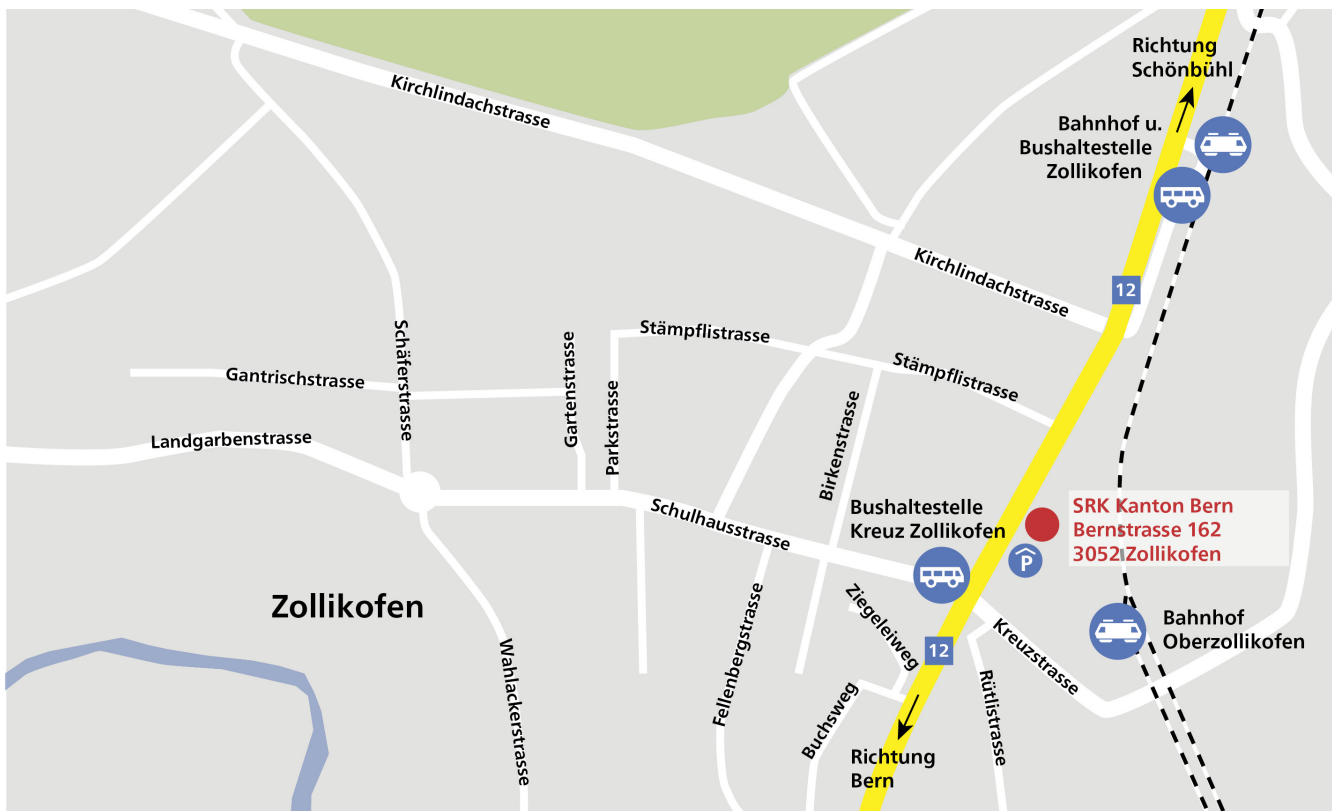 Richtung
Schönbühl
Kirchlindachstrasse
Bahnhof u.
Bushaltestelle
Zollikofen
Kirchlindachstrasse
12
Stämpflistrasse
Schäferstrasse
Gartenstrasse
Gantrischstrasse
Stämpflistrasse
Parkstrasse
Birkenstrasse
Landgarbenstrasse
Schulhausstrasse
Bushaltestelle
Kreuz Zollikofen
SRK Kanton Bern
Bernstrasse 162
3052 Zollikofen
P
Zollikofen
Ziegeleiweg
Bahnhof
Oberzollikofen
Kreuzstrasse
12
Fellenbergstrasse
Wahlackerstrasse
Buchsweg
Rütlistrasse
Richtung
Bern